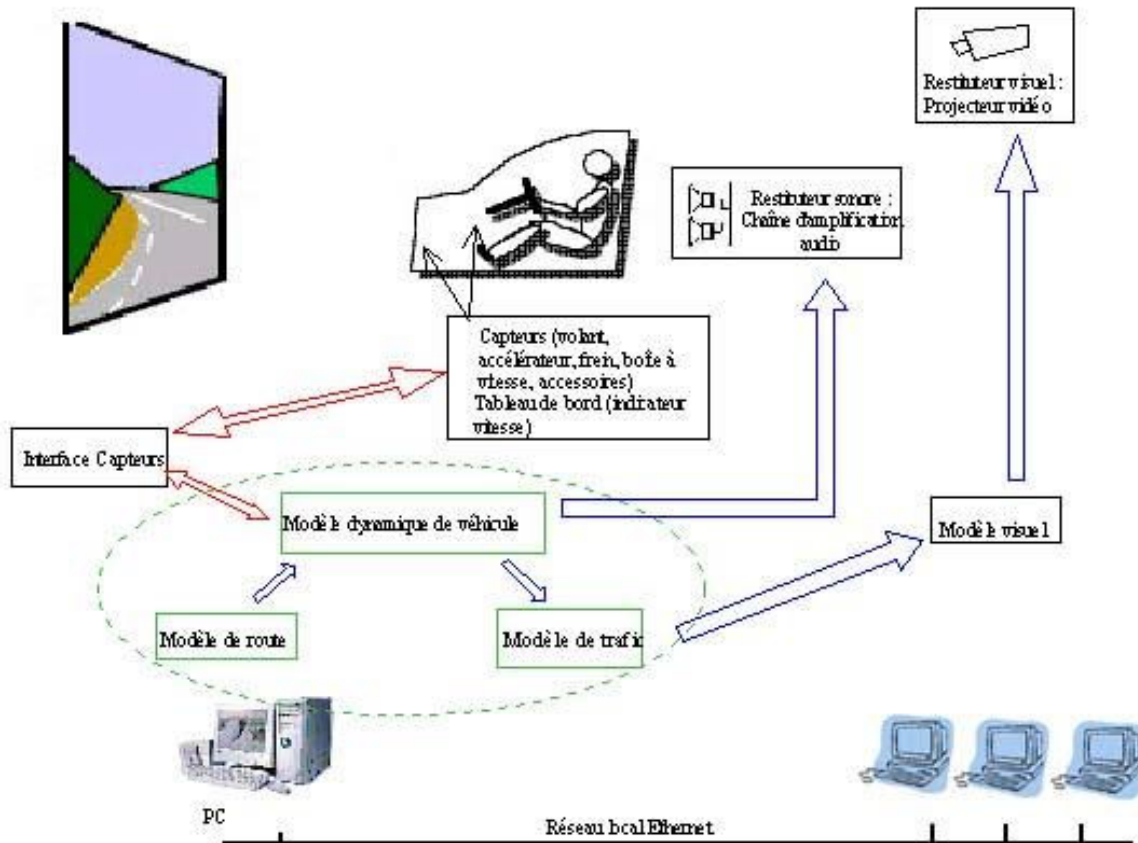 Restituteur visuel :
Projecteur vidéo
Restituteur sonore :
Chaîne d'amplification
audio
Capteurs (volant,
accélérateur, frein, boîte à
vitesse, accessoires)
Tableau de bord (indicateur
vitesse)
Interface Capteurs
Modèle dynamique de véhicule
Modèle visuel
Modèle de route
Modèle de trafic
PC
Réseau local Ethernet